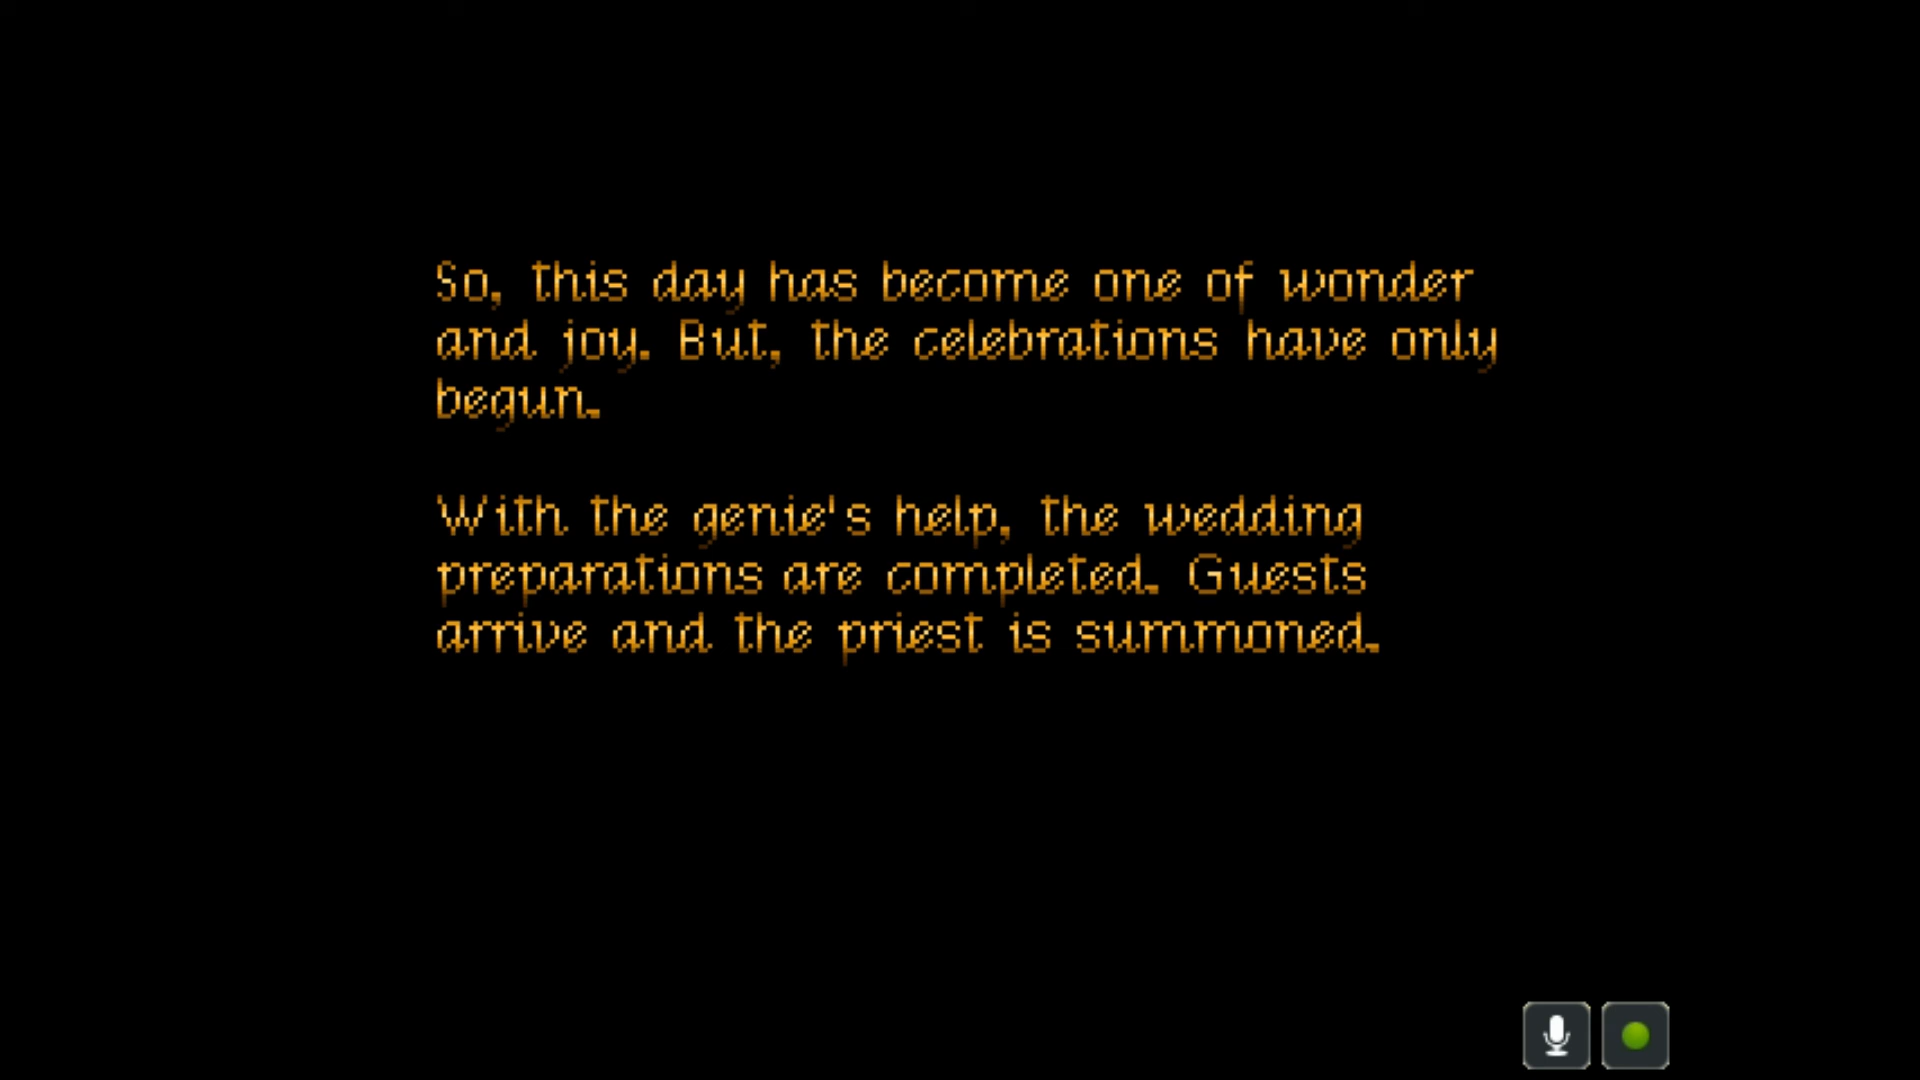 So, this day has become one of wonder
and joy. But, the celebrations have only
begun.
With the genie's help, the wedding
preparations are completed. Guests
arrive and the priest is summoned.